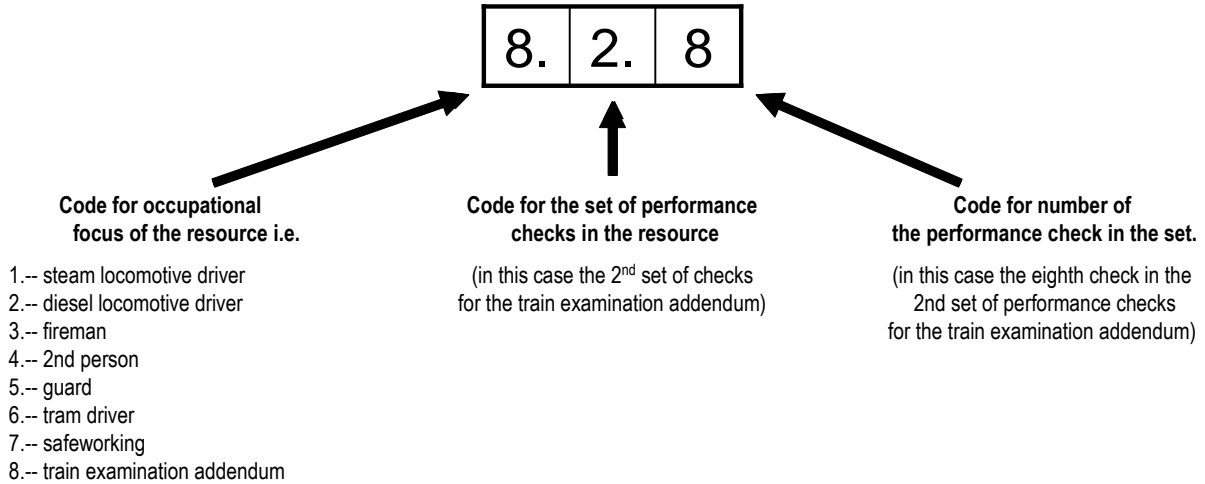 8. 2. 8
Code for occupational
focus of the resource i.e.
1.-- steam locomotive driver
2.-- diesel locomotive driver
3.-- fireman
4.-- 2nd person
5.-- guard
6.-- tram driver
7.-- safeworking
8.-- train examination addendum
Code for the set of performance
checks in the resource
(in this case the 2nd set of checks
for the train examination addendum)
Code for number of
the performance check in the set.
(in this case the eighth check in the
2nd set of performance checks
for the train examination addendum)